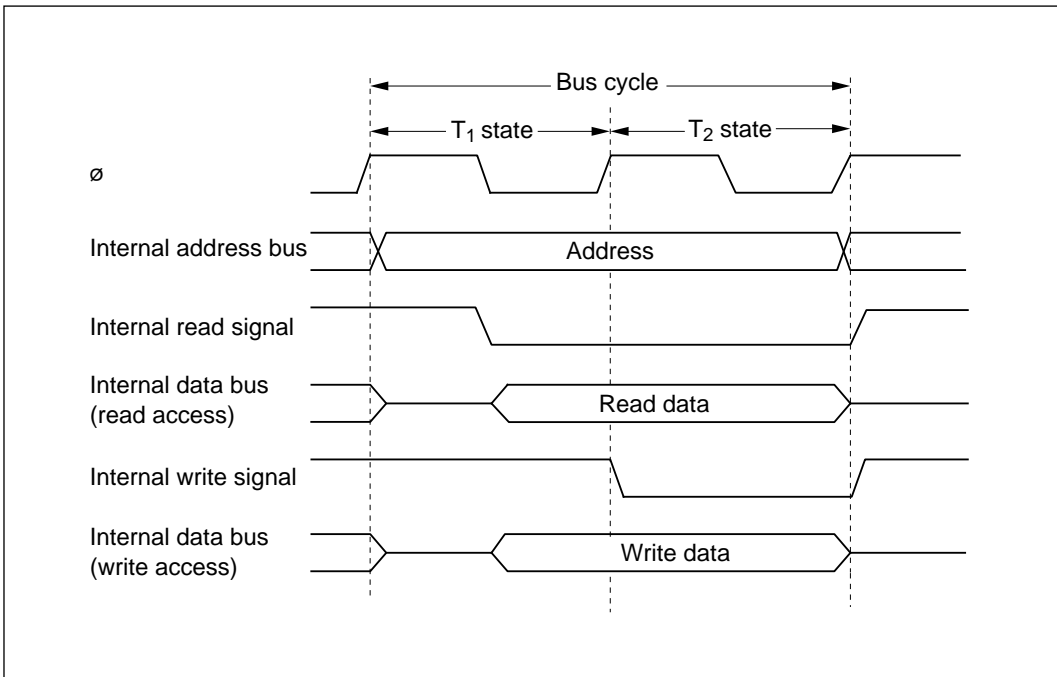 Bus cycle
T₁ state
T₂ state
ø
Internal address bus
Address
Internal read signal
Internal data bus
(read access)
Read data
Internal write signal
Internal data bus
(write access)
Write data